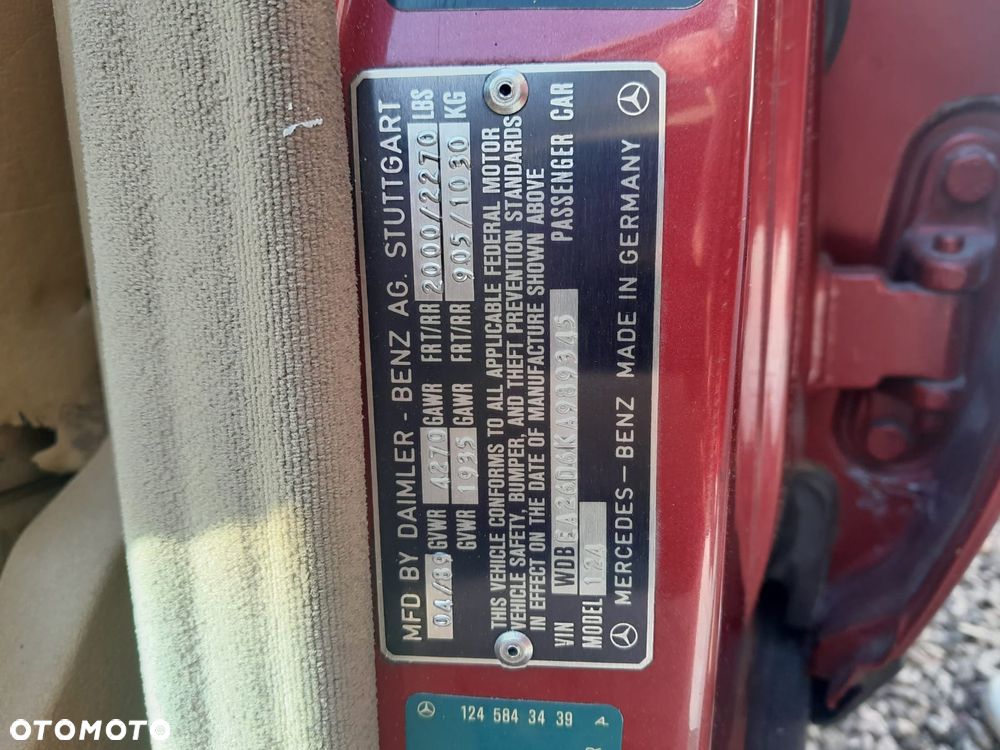 MFD BY DAIMLER - BENZ AG. STUTTGART
04/89 GVWR 4270 GAWR FRT/RR 2000/2270 LBS
GVWR 1935 GAWR FRT/RR 905/1030 KG
THIS VEHICLE CONFORMS TO ALL APPLICABLE FEDERAL MOTOR
VEHICLE SAFETY, BUMPER, AND THEFT PREVENTION STANDARDS
IN EFFECT ON THE DATE OF MANUFACTURE SHOWN ABOVE
VIN WDBEA26D6KA989345 PASSENGER CAR
MODEL 124
MERCEDES-BENZ MADE IN GERMANY
124 584 34 39 A
OTOMOTO